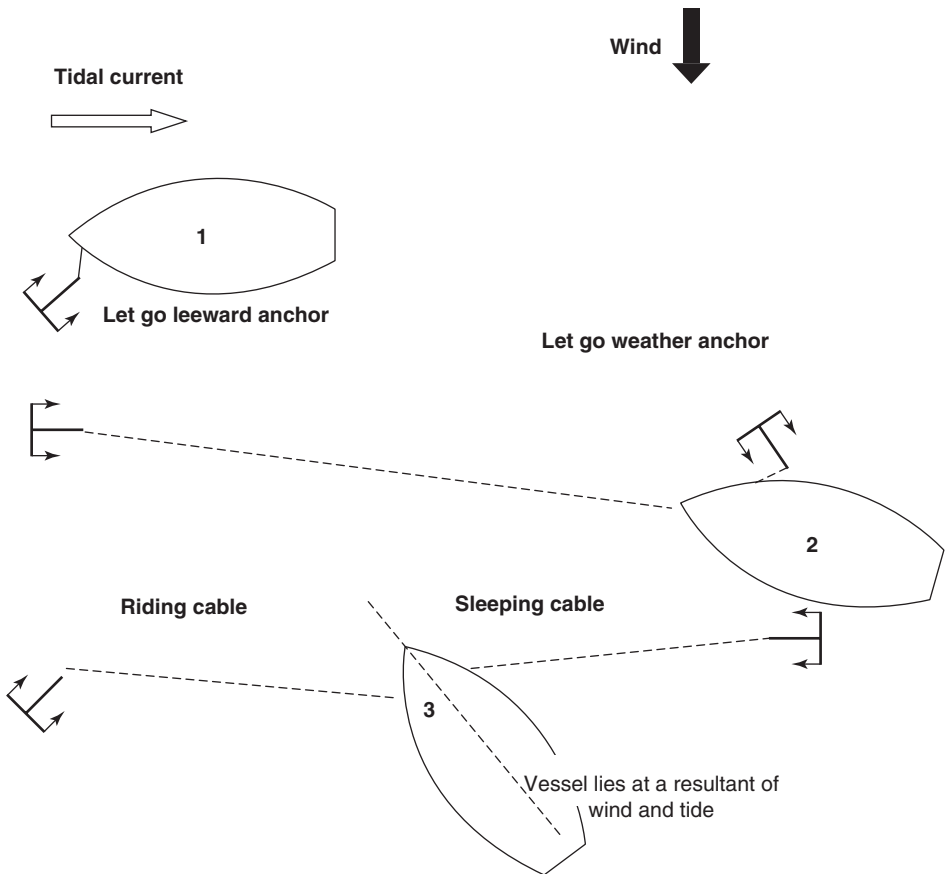 Wind
Tidal current
1
Let go leeward anchor
Let go weather anchor
2
Riding cable
Sleeping cable
3
Vessel lies at a resultant of
wind and tide